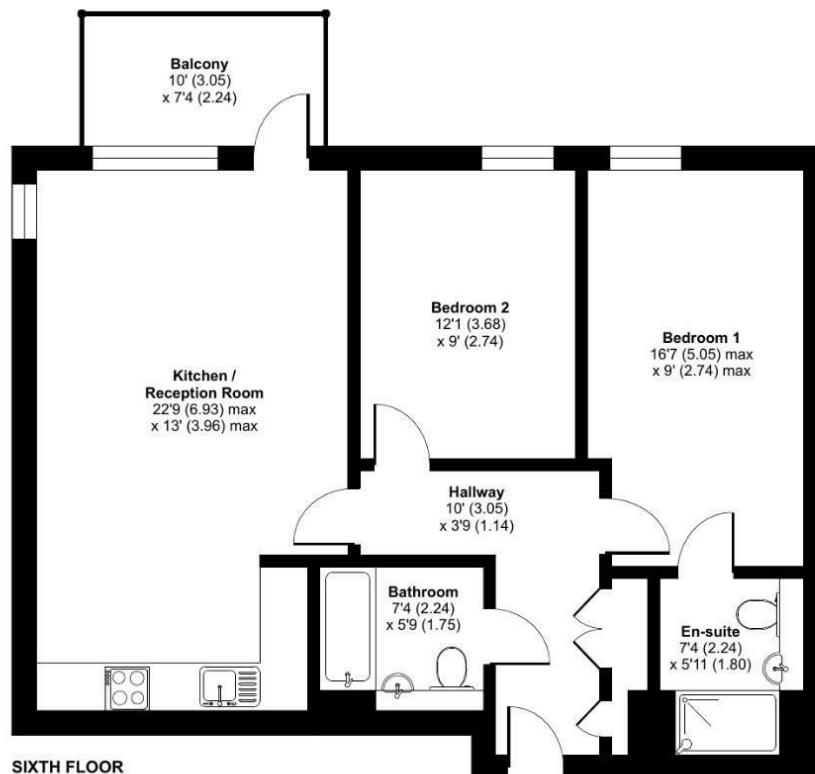 Balcony
10' (3.05)
x 7'4 (2.24)
Bedroom 2
12'1 (3.68)
x 9' (2.74)
Bedroom 1
16'7 (5.05) max
x 9' (2.74) max
Kitchen /
Reception Room
22'9 (6.93) max
x 13' (3.96) max
Hallway
10' (3.05)
x 3'9 (1.14)
Bathroom
7'4 (2.24)
x 5'9 (1.75)
En-suite
7'4 (2.24)
x 5'11 (1.80)
SIXTH FLOOR